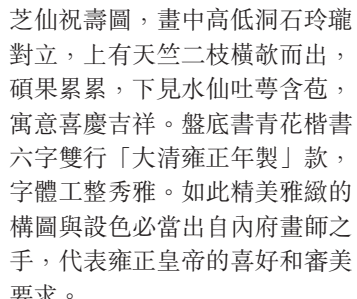 芝仙祝壽圖，畫中高低洞石玲瓏
對立，上有天竺二枝橫欹而出，
碩果累累，下見水仙吐萼含苞，
寓意喜慶吉祥。盤底書青花楷書
六字雙行「大清雍正年製」款，
字體工整秀雅。如此精美雅緻的
構圖與設色必當出自內府畫師之
手，代表雍正皇帝的喜好和審美
要求。